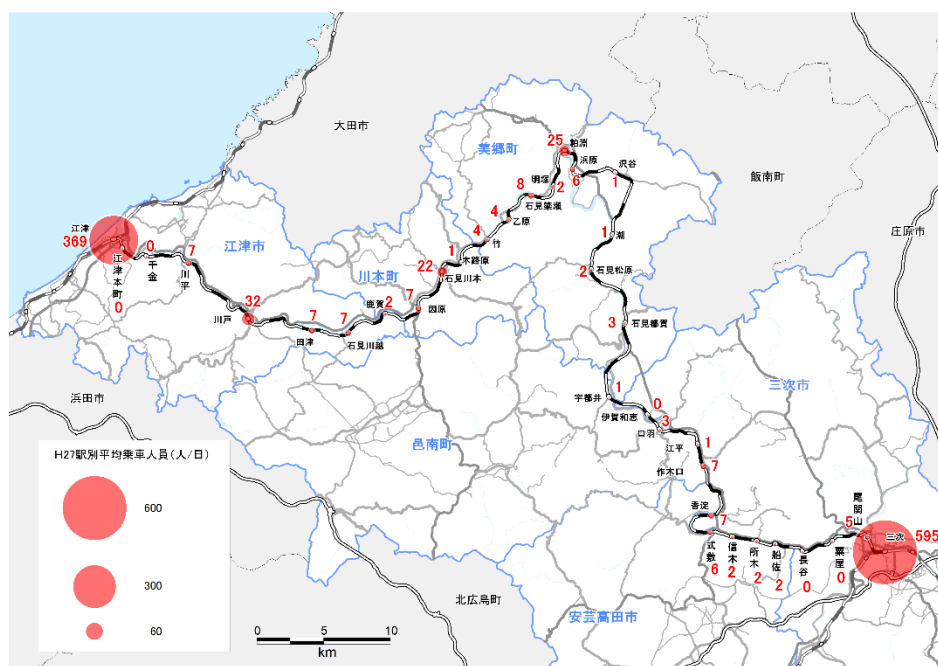 大田市
飯南町
庄原市
美郷町
25
粕淵
浜原
6
沢谷
1
明塚
2
8
石見簗瀬
4
乙原
4
竹
1
木路原
22
石見川本
川本町
江津市
江津
369
江津本町
0
0
千金
7
川平
32
川戸
7
田津
7
石見川越
鹿賀
2
7
因原
1
潮
2
石見松原
3
石見都賀
1
宇都井
0
伊賀和志
3
口羽
1
江平
7
作木口
三次市
浜田市
邑南町
香淀
7
式敷
6
信木
2
所木
2
船佐
2
長谷
0
粟屋
0
尾関山
5
三次
595
安芸高田市
北広島町
H27駅別平均乗車人員(人/日)
600
300
60
0 5 10
km